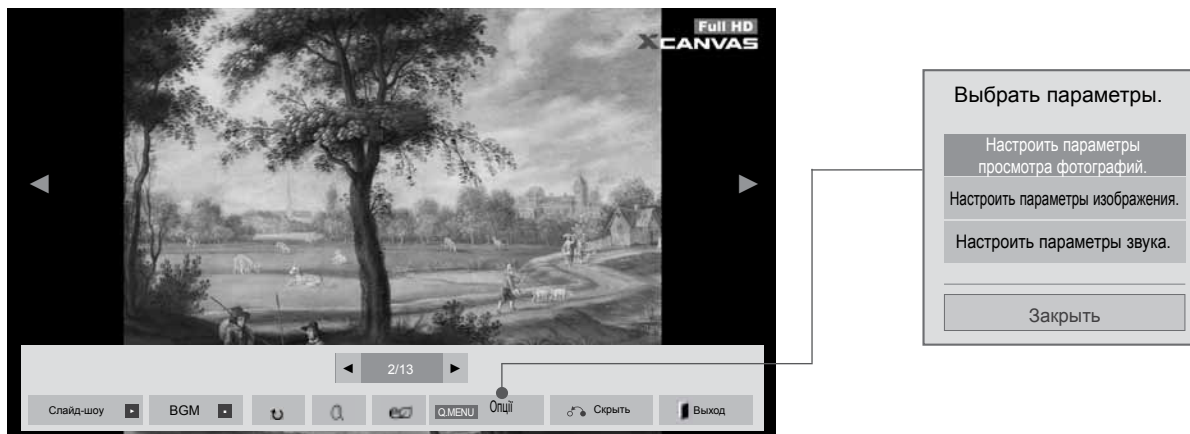 Full HD
XCANVAS
Выбрать параметры.
Настроить параметры
просмотра фотографий.
Настроить параметры изображения.
Настроить параметры звука.
Закрыть
2/13
Слайд-шоу
BGM
Q.MENU
Опції
Скрыть
Выход